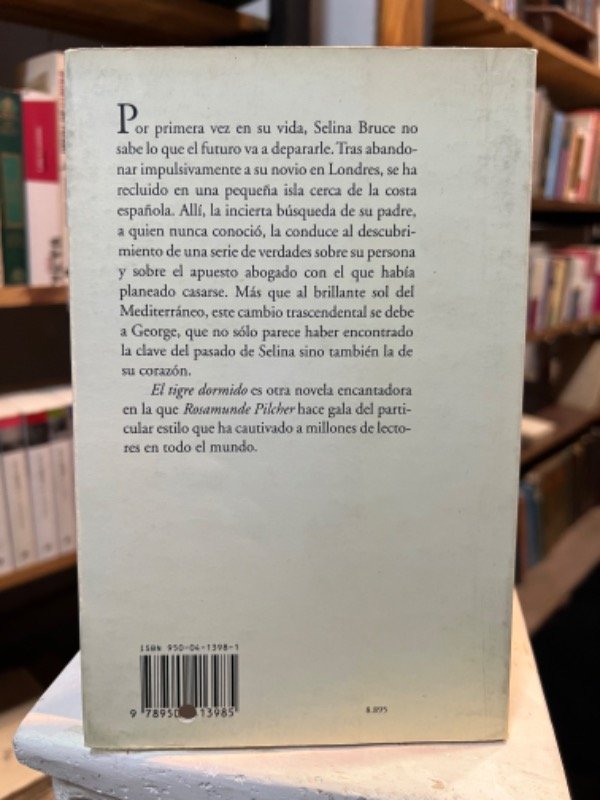 Por primera vez en su vida, Selina Bruce no
sabe lo que el futuro va a depararle. Tras abando-
nar impulsivamente a su novio en Londres, se ha
recluido en una pequeña isla cerca de la costa
española. Allí, la incierta búsqueda de su padre,
a quien nunca conoció, la conduce al descubri-
miento de una serie de verdades sobre su persona
y sobre el apuesto abogado con el que había
planeado casarse. Más que al brillante sol del
Mediterráneo, este cambio trascendental se debe
a George, que no sólo parece haber encontrado
la clave del pasado de Selina sino también la de
su corazón.
El tigre dormido es otra novela encantadora
en la que Rosamunde Pilcher hace gala del parti-
cular estilo que ha cautivado a millones de lecto-
res en todo el mundo.
ISBN 950-04-1398-1
9 78950 413985
8.895